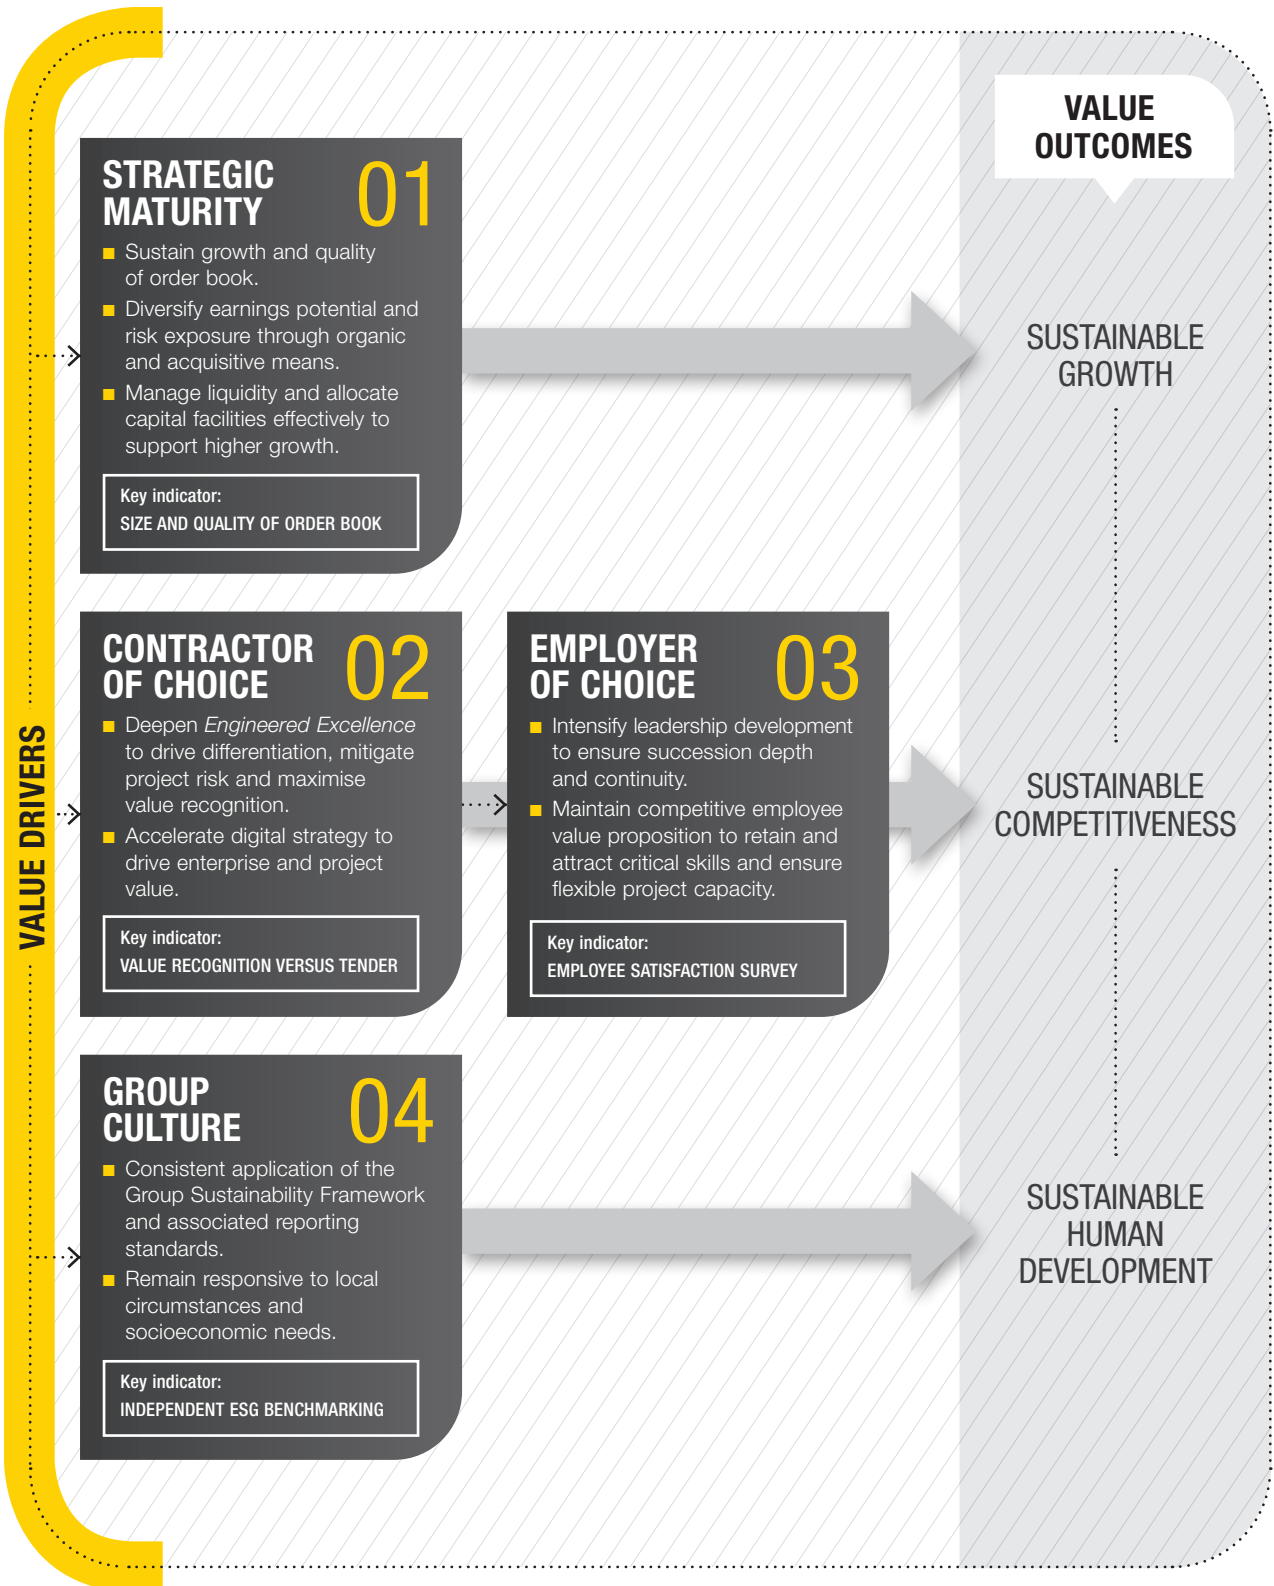 VALUE DRIVERS
STRATEGIC
MATURITY
01
■ Sustain growth and quality
of order book.
■ Diversify earnings potential and
risk exposure through organic
and acquisitive means.
■ Manage liquidity and allocate
capital facilities effectively to
support higher growth.
Key indicator:
SIZE AND QUALITY OF ORDER BOOK
CONTRACTOR
OF CHOICE
02
■ Deepen Engineered Excellence
to drive differentiation, mitigate
project risk and maximise
value recognition.
■ Accelerate digital strategy to
drive enterprise and project
value.
Key indicator:
VALUE RECOGNITION VERSUS TENDER
EMPLOYER
OF CHOICE
03
■ Intensify leadership development
to ensure succession depth
and continuity.
■ Maintain competitive employee
value proposition to retain and
attract critical skills and ensure
flexible project capacity.
Key indicator:
EMPLOYEE SATISFACTION SURVEY
GROUP
CULTURE
04
■ Consistent application of the
Group Sustainability Framework
and associated reporting
standards.
■ Remain responsive to local
circumstances and
socioeconomic needs.
Key indicator:
INDEPENDENT ESG BENCHMARKING
VALUE
OUTCOMES
SUSTAINABLE
GROWTH
SUSTAINABLE
COMPETITIVENESS
SUSTAINABLE
HUMAN
DEVELOPMENT